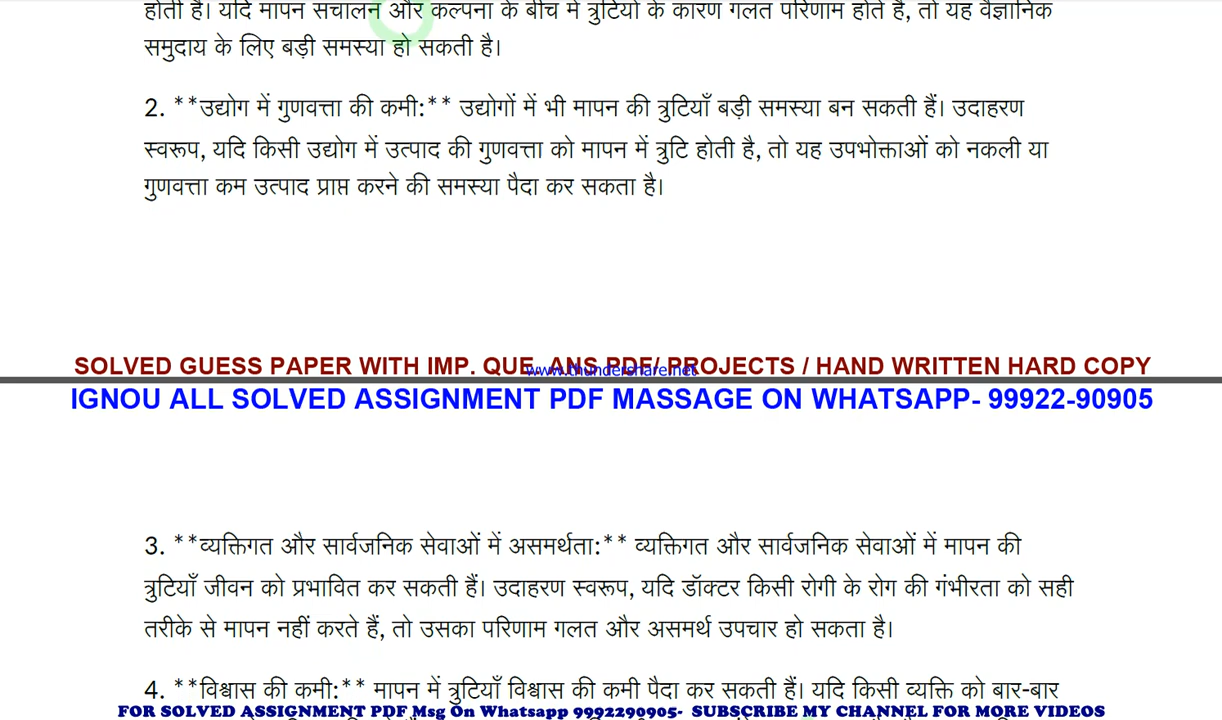 होती है। यदि मापन संचालन और कल्पना के बीच में त्रुटियों के कारण गलत परिणाम होते हैं, तो यह वैज्ञानिक
समुदाय के लिए बड़ी समस्या हो सकती है।
2. **उद्योग में गुणवत्ता की कमी:** उद्योगों में भी मापन की त्रुटियाँ बड़ी समस्या बन सकती हैं। उदाहरण
स्वरूप, यदि किसी उद्योग में उत्पाद की गुणवत्ता को मापन में त्रुटि होती है, तो यह उपभोक्ताओं को नकली या
गुणवत्ता कम उत्पाद प्राप्त करने की समस्या पैदा कर सकता है।
SOLVED GUESS PAPER WITH IMP. QUE. ANS PDF/ PROJECTS / HAND WRITTEN HARD COPY
www.thundershare.net
IGNOU ALL SOLVED ASSIGNMENT PDF MASSAGE ON WHATSAPP- 99922-90905
3. **व्यक्तिगत और सार्वजनिक सेवाओं में असमर्थता:** व्यक्तिगत और सार्वजनिक सेवाओं में मापन की
त्रुटियाँ जीवन को प्रभावित कर सकती हैं। उदाहरण स्वरूप, यदि डॉक्टर किसी रोगी के रोग की गंभीरता को सही
तरीके से मापन नहीं करते हैं, तो उसका परिणाम गलत और असमर्थ उपचार हो सकता है।
4. **विश्वास की कमी:** मापन में त्रुटियाँ विश्वास की कमी पैदा कर सकती हैं। यदि किसी व्यक्ति को बार-बार
FOR SOLVED ASSIGNMENT PDF Msg On Whatsapp 9992290905- SUBSCRIBE MY CHANNEL FOR MORE VIDEOS